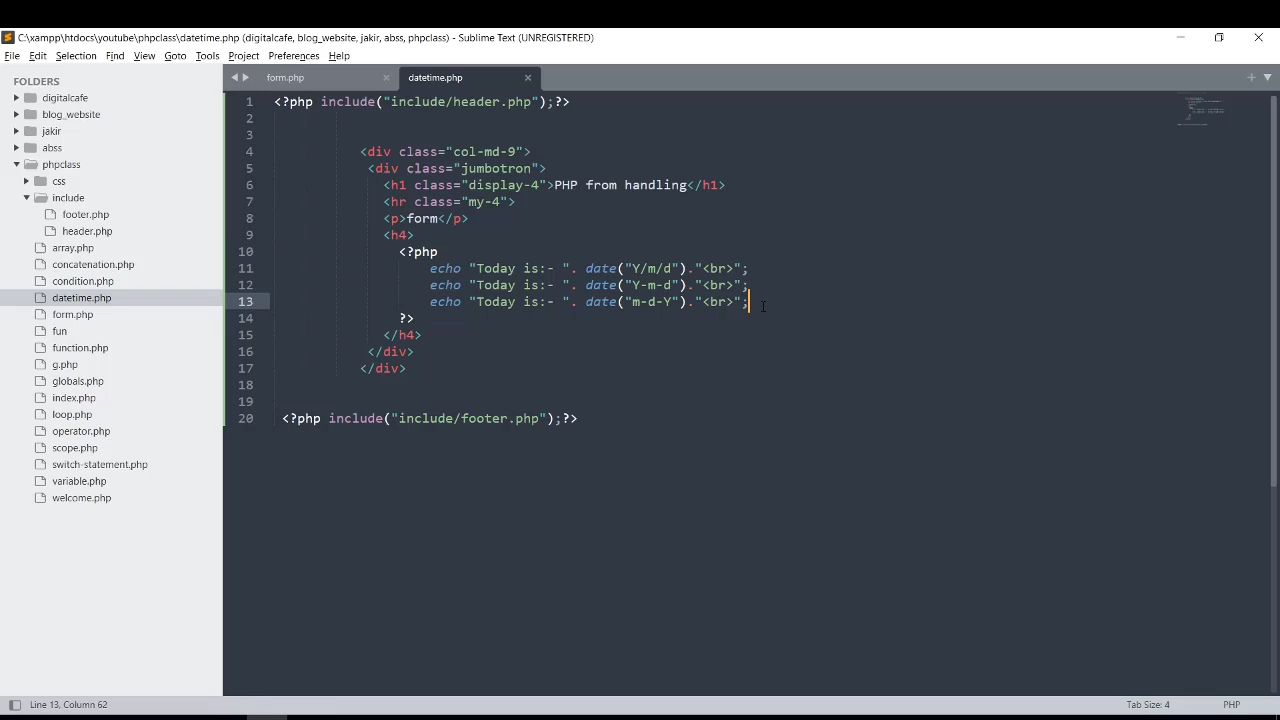 C:\xampp\htdocs\youtube\phpclass\datetime.php (digitalcafe, blog_website, jakir, abss, phpclass) - Sublime Text (UNREGISTERED)
File Edit Selection Find View Goto Tools Project Preferences Help
FOLDERS
digitalcafe
blog_website
jakir
abss
phpclass
css
include
footer.php
header.php
array.php
concatenation.php
condition.php
datetime.php
form.php
fun
function.php
g.php
globals.php
index.php
loop.php
operator.php
scope.php
switch-statement.php
variable.php
welcome.php
form.php datetime.php
1 <?php include("include/header.php");?>
2
3
4 <div class="col-md-9">
5 <div class="jumbotron">
6 <h1 class="display-4">PHP from handling</h1>
7 <hr class="my-4">
8 <p>form</p>
9 <h4>
10 <?php
11 echo "Today is:- ". date("Y/m/d")."<br>";
12 echo "Today is:- ". date("Y-m-d")."<br>";
13 echo "Today is:- ". date("m-d-Y")."<br>";
14 ?>
15 </h4>
16 </div>
17 </div>
18
19
20 <?php include("include/footer.php");?>
Line 13, Column 62
Tab Size: 4 PHP